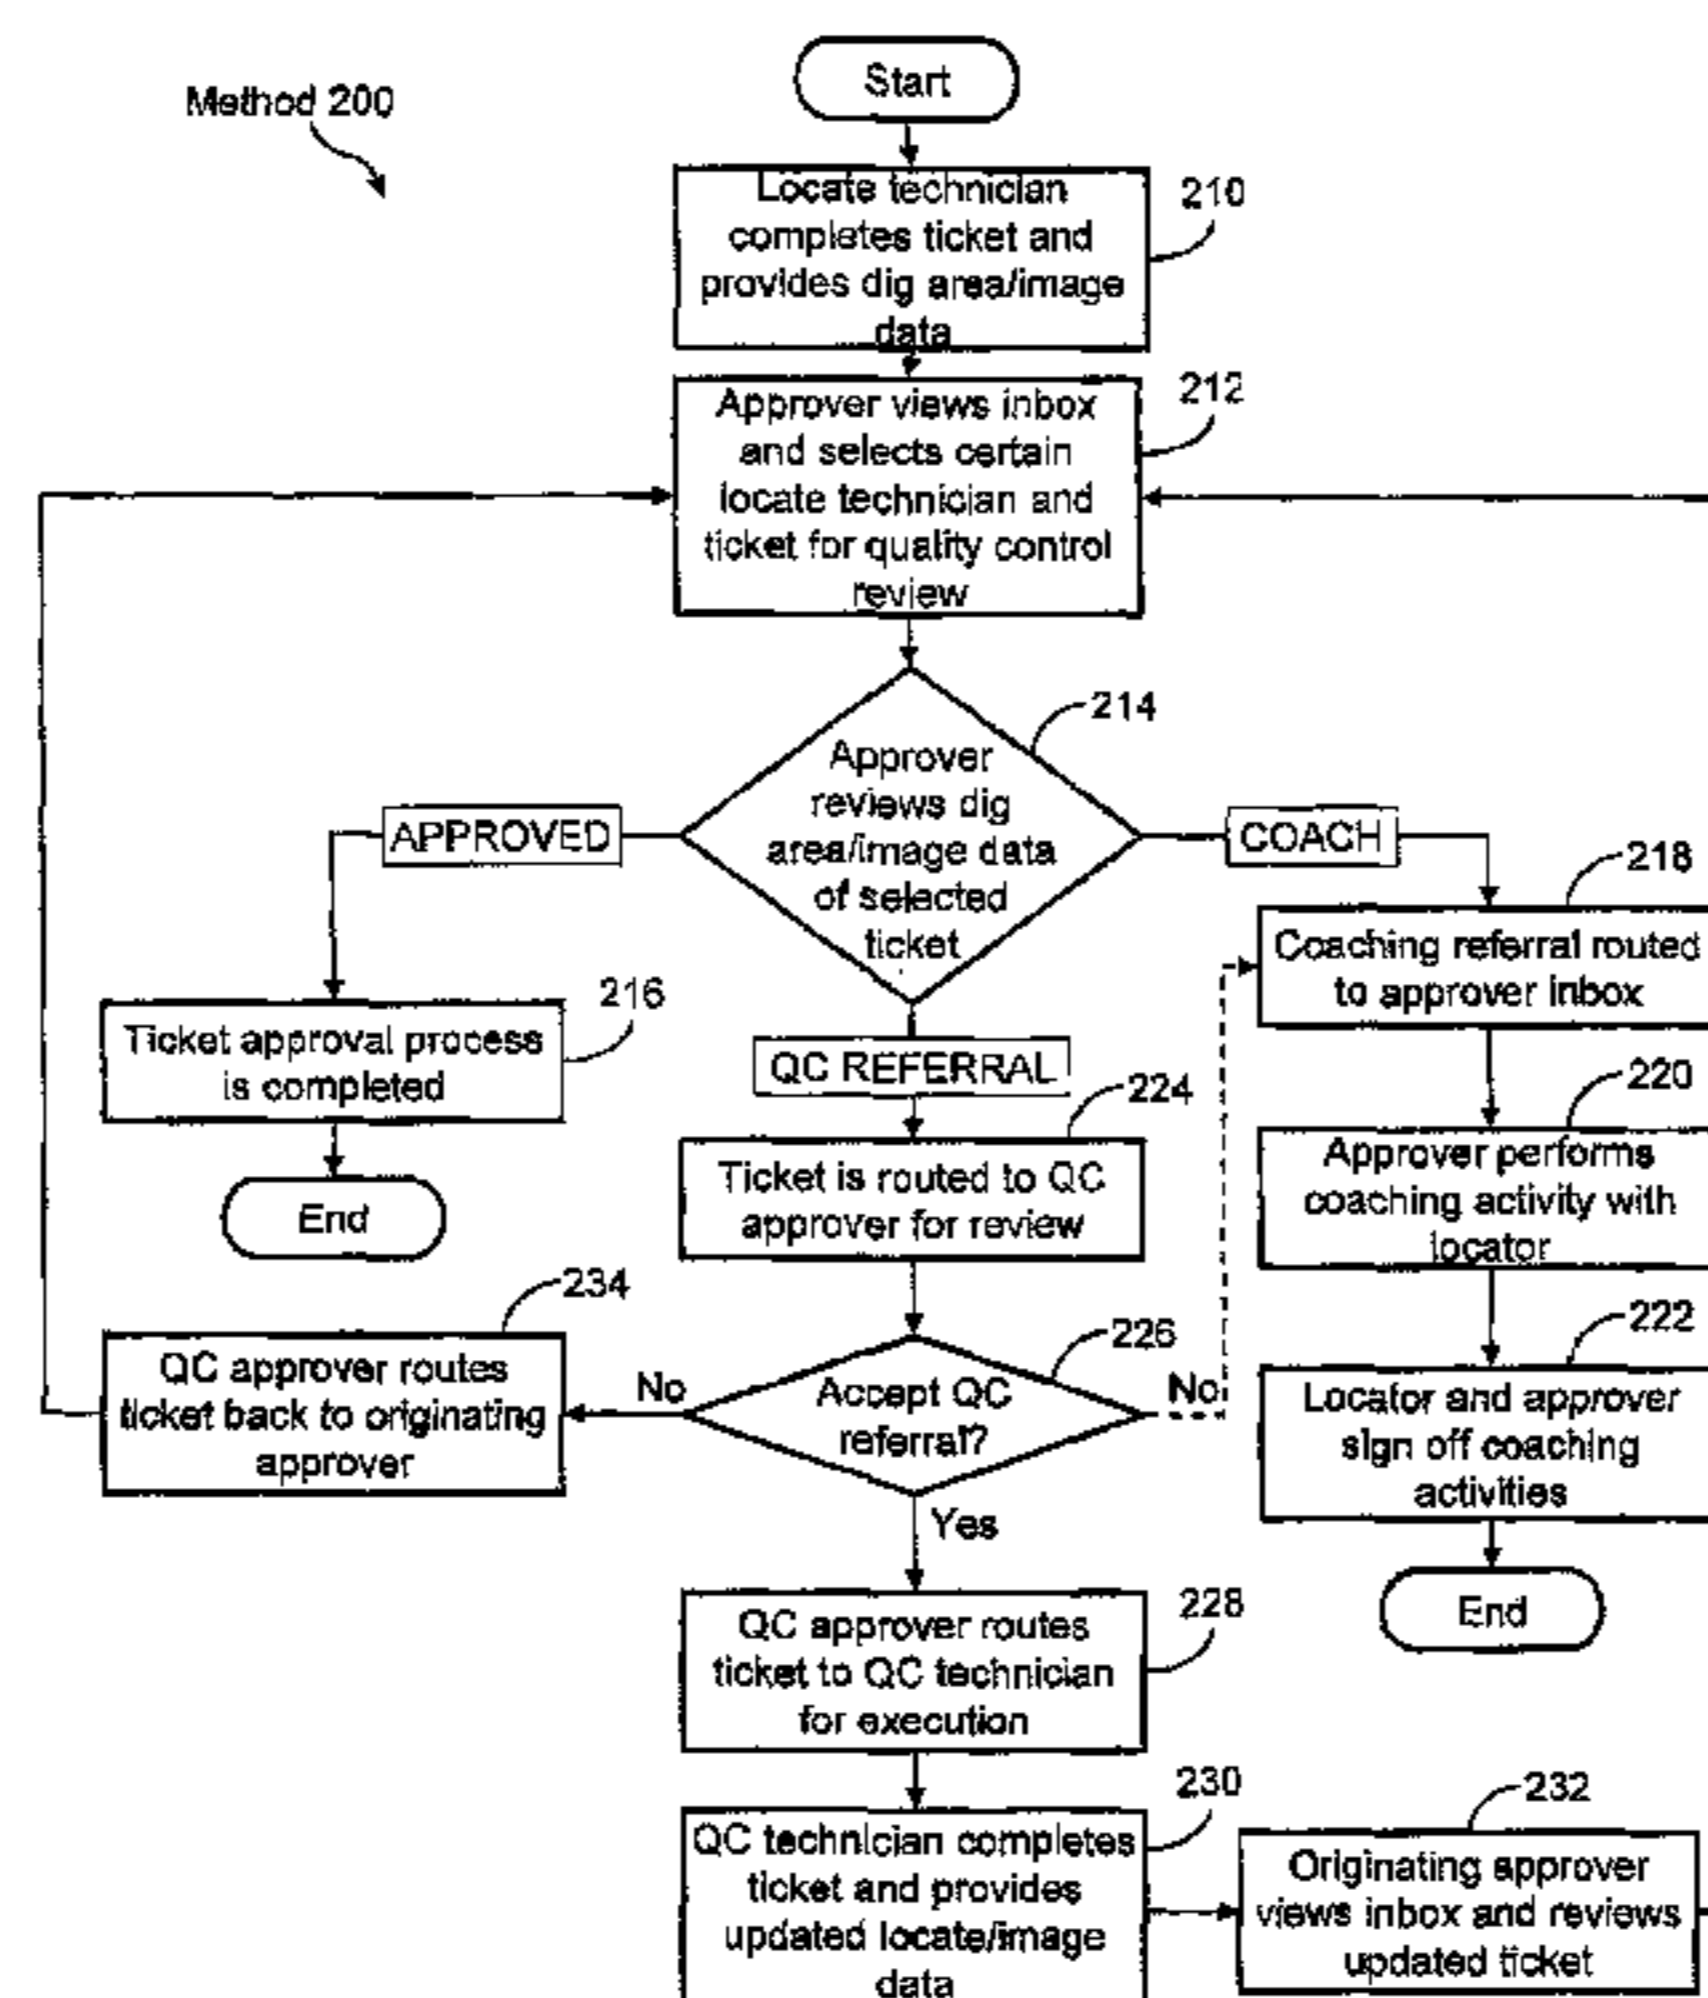 Start
Method 200
Locate technician
completes ticket and
provides dig area/image
data
210
Approver views inbox
and selects certain
locate technician and
ticket for quality control
review
212
214
Approver
reviews dig
area/image data
of selected
ticket
APPROVED
COACH
218
Coaching referral routed
to approver inbox
216
Ticket approval process
is completed
QC REFERRAL
224
220
Ticket is routed to QC
approver for review
Approver performs
coaching activity with
locator
End
234
QC approver routes
ticket back to originating
approver
No
226
Accept QC
referral?
No
222
Locator and approver
sign off coaching
activities
Yes
End
228
QC approver routes
ticket to QC technician
for execution
230
QC technician completes
ticket and provides
updated locate/image
data
232
Originating approver
views inbox and reviews
updated ticket